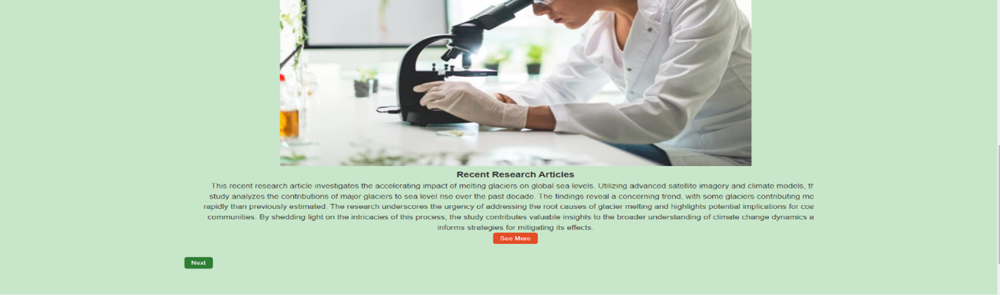 Recent Research Articles
This recent research article investigates the accelerating impact of melting glaciers on global sea levels. Utilizing advanced satellite imagery and climate models, th
study analyzes the contributions of major glaciers to sea level rise over the past decade. The findings reveal a concerning trend, with some glaciers contributing mo
rapidly than previously estimated. The research underscores the urgency of addressing the root causes of glacier melting and highlights potential implications for coa
communities. By shedding light on the intricacies of this process, the study contributes valuable insights to the broader understanding of climate change dynamics a
informs strategies for mitigating its effects.
See More
Next